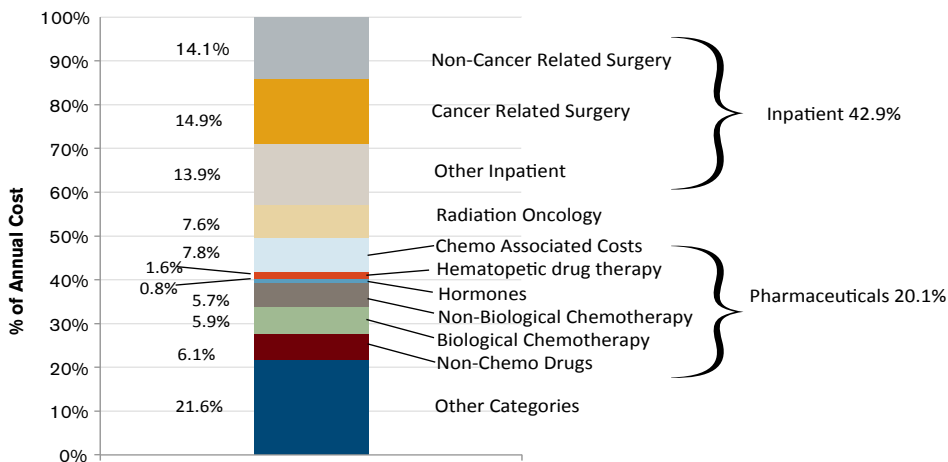 % of Annual Cost
100%
90%
80%
70%
60%
50%
40%
30%
20%
10%
0%
14.1%
14.9%
13.9%
7.6%
7.8%
1.6%
0.8%
5.7%
5.9%
6.1%
21.6%
Non-Cancer Related Surgery
Cancer Related Surgery
Other Inpatient
Radiation Oncology
Chemo Associated Costs
Hematopetic drug therapy
Hormones
Non-Biological Chemotherapy
Biological Chemotherapy
Non-Chemo Drugs
Other Categories
Inpatient 42.9%
Pharmaceuticals 20.1%